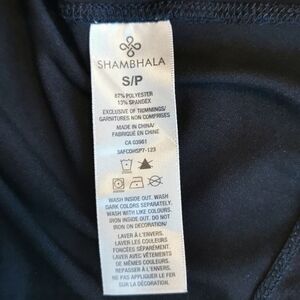 SHAMBHALA
S/P
87% POLYESTER
13% SPANDEX
EXCLUSIVE OF TRIMMINGS/
GARNITURES NON COMPRISES
MADE IN CHINA/
FABRIQUÉ EN CHINE
CA 03861
3AFCDHSP7-123
WASH INSIDE OUT. WASH
DARK COLORS SEPARATELY.
WASH WITH LIKE COLOURS.
IRON INSIDE OUT. DO NOT
IRON ON DECORATION/
LAVER À L'ENVERS.
LAVER LES COULEURS
FONCÉES SÉPARÉMENT.
LAVER AVEC VÊTEMENTS
DE MÊMES COULEURS.
REPASSER À L'ENVERS.
NE PAS APPLIQUER LE FER
SUR LA DÉCORATION.